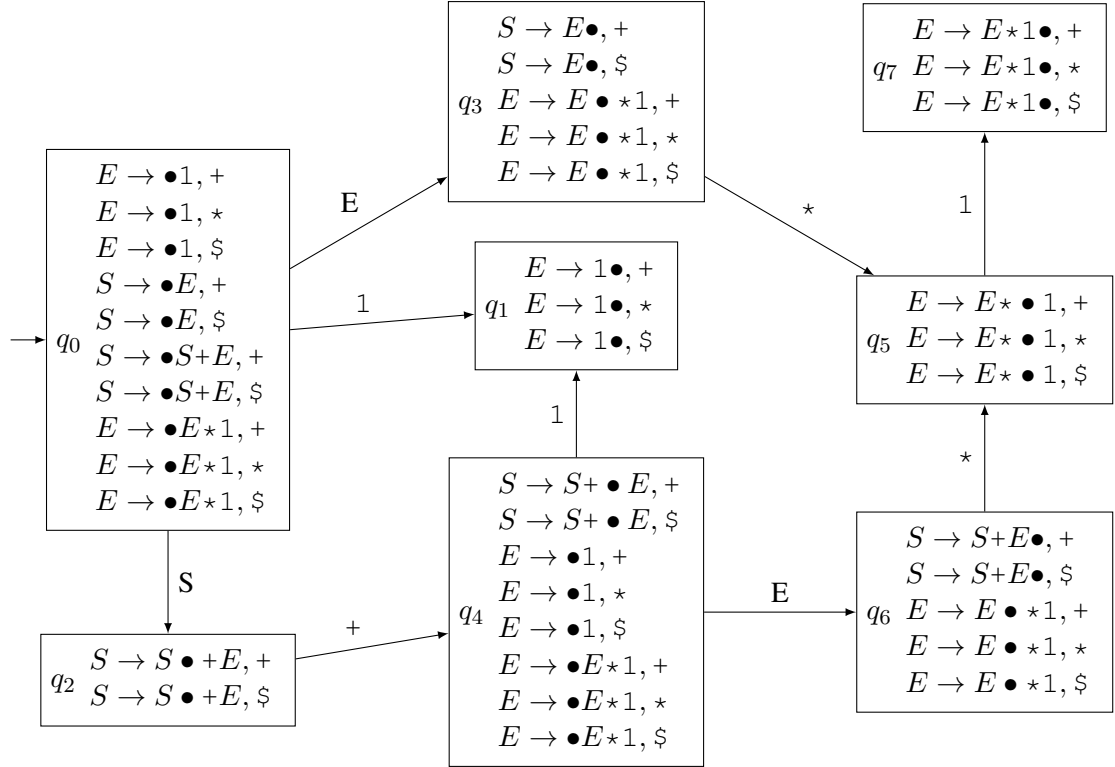 q₀
E → •1, +
E → •1, *
E → •1, $
S → •E, +
S → •E, $
S → •S+E, +
S → •S+E, $
E → •E*1, +
E → •E*1, *
E → •E*1, $
E
1
S
q₂
S → S • +E, +
S → S • +E, $
+
q₃
S → E•, +
S → E•, $
E → E • *1, +
E → E • *1, *
E → E • *1, $
*
q₁
E → 1•, +
E → 1•, *
E → 1•, $
1
q₄
S → S+ • E, +
S → S+ • E, $
E → •1, +
E → •1, *
E → •1, $
E → •E*1, +
E → •E*1, *
E → •E*1, $
E
q₇
E → E*1•, +
E → E*1•, *
E → E*1•, $
1
q₅
E → E* • 1, +
E → E* • 1, *
E → E* • 1, $
*
q₆
S → S+E•, +
S → S+E•, $
E → E • *1, +
E → E • *1, *
E → E • *1, $